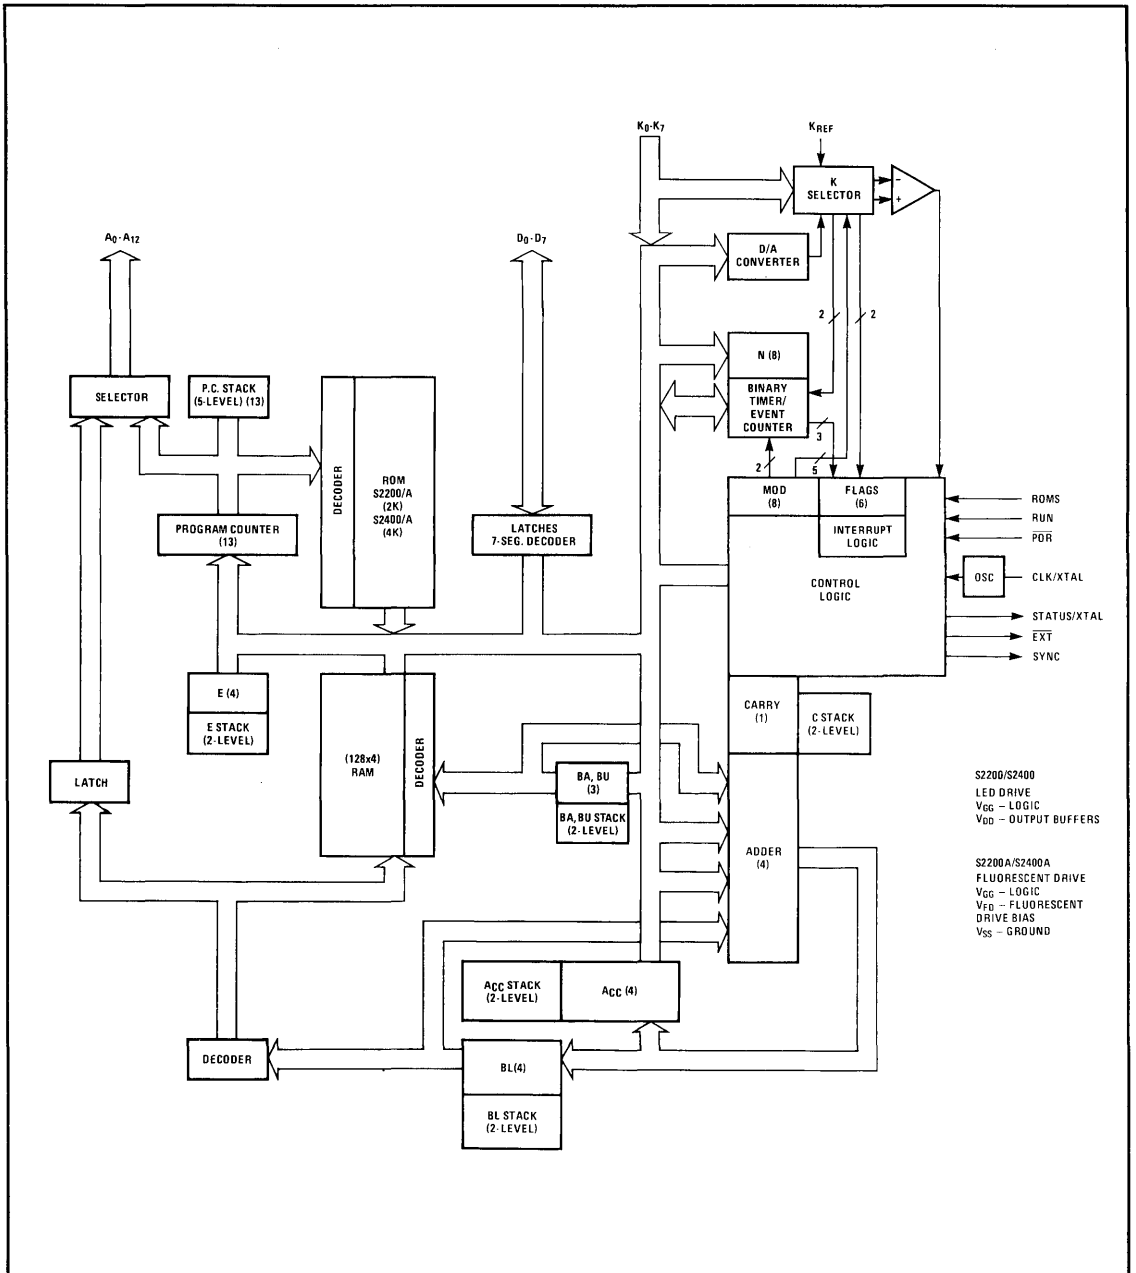 K0-K7
KREF
K
SELECTOR
−
+
A0-A12
D0-D7
D/A
CONVERTER
2
2
N (8)
BINARY
TIMER/
EVENT
COUNTER
3
2
5
SELECTOR
P.C. STACK
(5-LEVEL) (13)
DECODER
ROM
S2200/A
(2K)
S2400/A
(4K)
PROGRAM COUNTER
(13)
LATCHES
7-SEG. DECODER
MOD
(8)
FLAGS
(6)
INTERRUPT
LOGIC
CONTROL
LOGIC
ROMS
RUN
POR
OSC
CLK/XTAL
STATUS/XTAL
EXT
SYNC
E (4)
E STACK
(2-LEVEL)
(128x4)
RAM
DECODER
CARRY
(1)
C STACK
(2-LEVEL)
LATCH
BA, BU
(3)
BA, BU STACK
(2-LEVEL)
ADDER
(4)
S2200/S2400
LED DRIVE
VGG – LOGIC
VDD – OUTPUT BUFFERS
S2200A/S2400A
FLUORESCENT DRIVE
VGG – LOGIC
VFD – FLUORESCENT
DRIVE BIAS
VSS – GROUND
ACC STACK
(2-LEVEL)
ACC (4)
DECODER
BL(4)
BL STACK
(2-LEVEL)